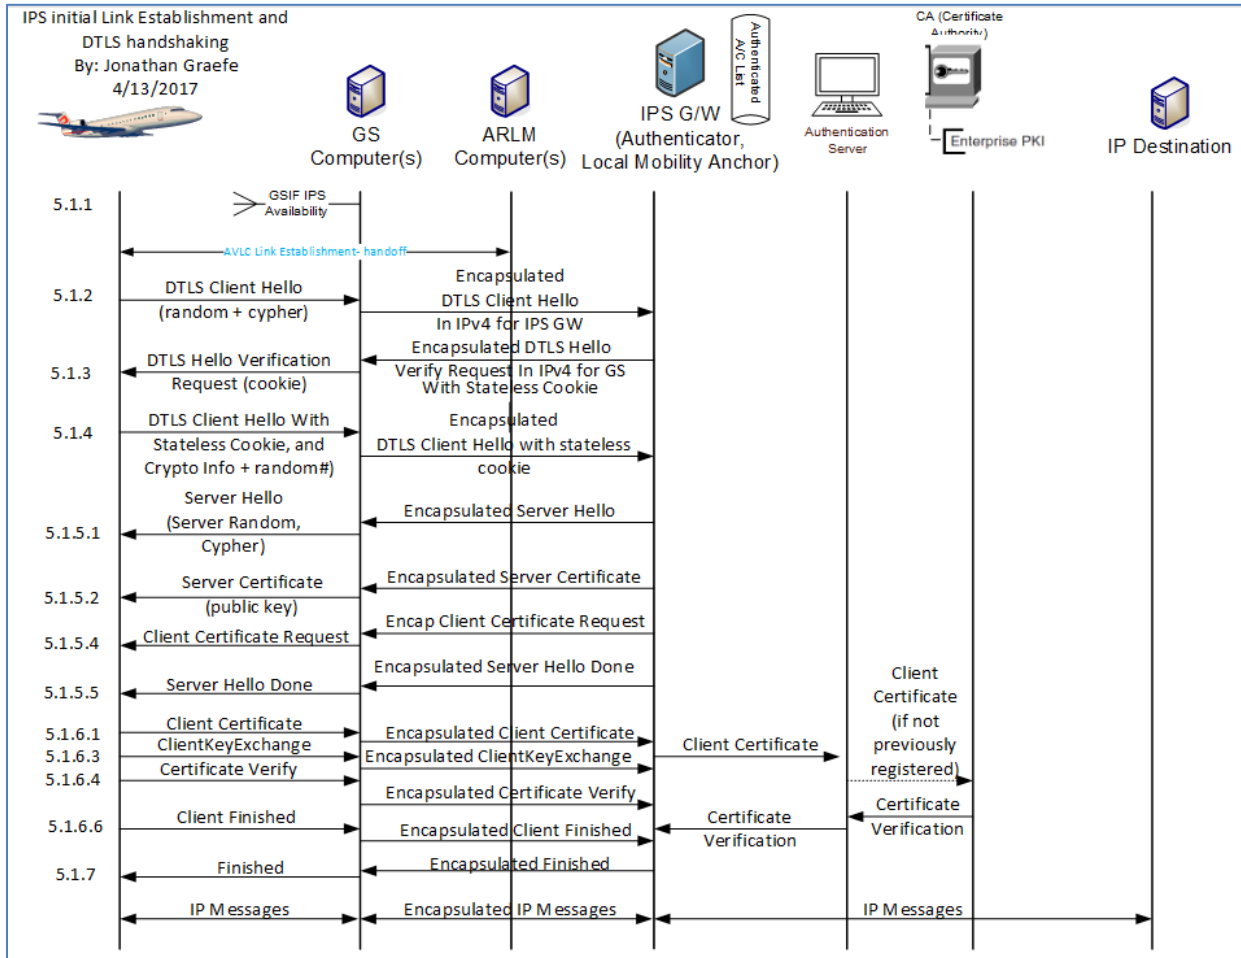 IPS initial Link Establishment and
DTLS handshaking
By: Jonathan Graefe
4/13/2017
GS
Computer(s)
ARLM
Computer(s)
IPS G/W
(Authenticator,
Local Mobility Anchor)
Authenticated
A/C List
Authentication
Server
CA (Certificate
Authority)
Enterprise PKI
IP Destination
5.1.1
GSIF IPS
Availability
AVLC Link Establishment- handoff
5.1.2
DTLS Client Hello
(random + cypher)
Encapsulated
DTLS Client Hello
In IPv4 for IPS GW
5.1.3
DTLS Hello Verification
Request (cookie)
Encapsulated DTLS Hello
Verify Request In IPv4 for GS
With Stateless Cookie
5.1.4
DTLS Client Hello With
Stateless Cookie, and
Crypto Info + random#)
Encapsulated
DTLS Client Hello with stateless
cookie
5.1.5.1
Server Hello
(Server Random,
Cypher)
Encapsulated Server Hello
5.1.5.2
Server Certificate
(public key)
Encapsulated Server Certificate
5.1.5.4
Client Certificate Request
Encap Client Certificate Request
5.1.5.5
Server Hello Done
Encapsulated Server Hello Done
5.1.6.1
Client Certificate
Encapsulated Client Certificate
5.1.6.3
ClientKeyExchange
Encapsulated ClientKeyExchange
Client Certificate
Client
Certificate
(if not
previously
registered)
5.1.6.4
Certificate Verify
Encapsulated Certificate Verify
Certificate
Verification
5.1.6.6
Client Finished
Encapsulated Client Finished
Certificate
Verification
5.1.7
Finished
Encapsulated Finished
IP Messages
Encapsulated IP Messages
IP Messages